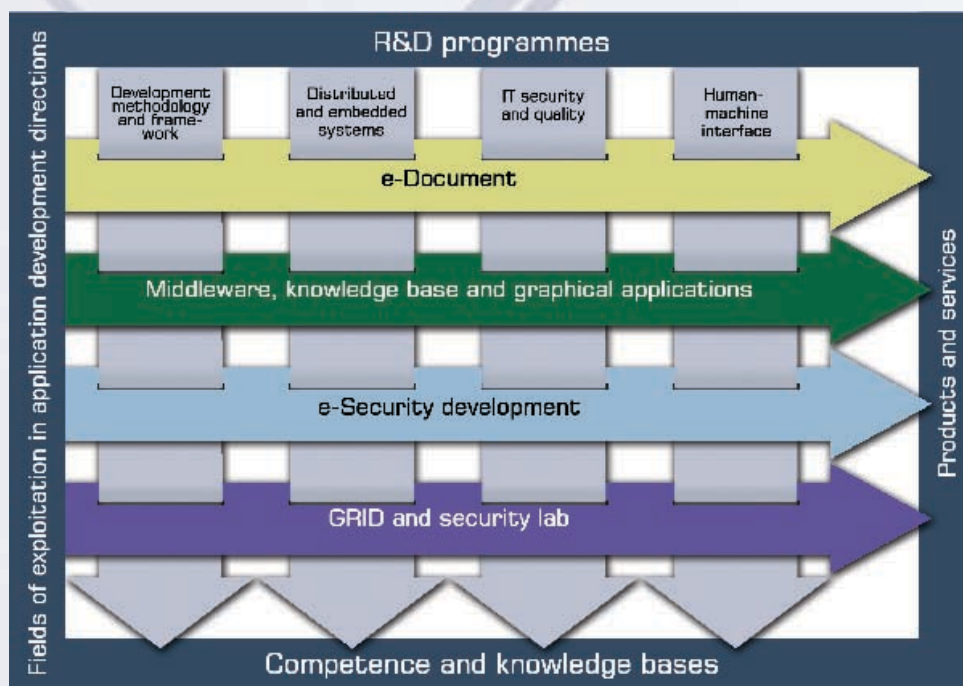 R&D programmes
Fields of exploitation in application development directions
Development
methodology
and frame-
work
Distributed
and embedded
systems
IT security
and quality
Human-
machine
interface
e-Document
Middleware, knowledge base and graphical applications
e-Security development
GRID and security lab
Products and services
Competence and knowledge bases